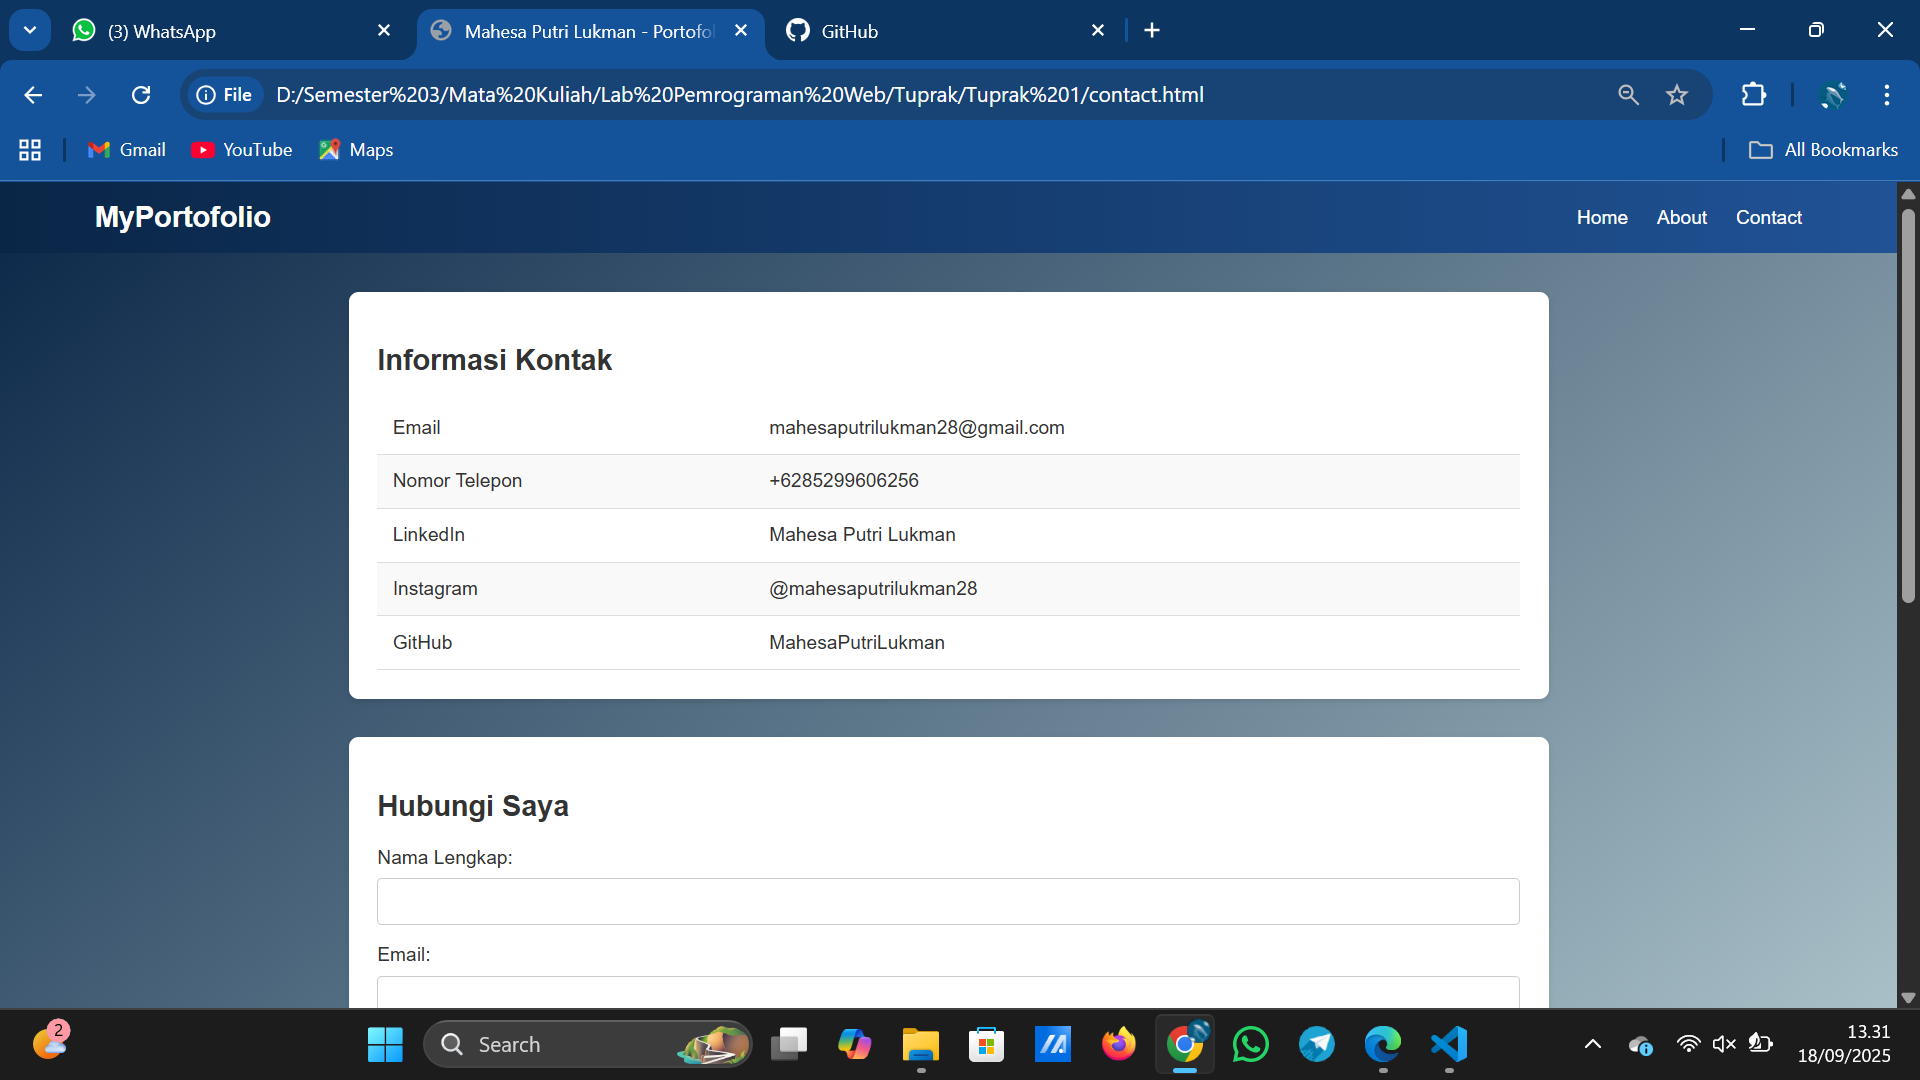 (3) WhatsApp
Mahesa Putri Lukman - Portofol
GitHub
File
D:/Semester%203/Mata%20Kuliah/Lab%20Pemrograman%20Web/Tuprak/Tuprak%201/contact.html
Gmail
YouTube
Maps
All Bookmarks
MyPortofolio
Home
About
Contact
Informasi Kontak
Email mahesaputrilukman28@gmail.com
Nomor Telepon +6285299606256
LinkedIn Mahesa Putri Lukman
Instagram @mahesaputrilukman28
GitHub MahesaPutriLukman
Hubungi Saya
Nama Lengkap:
Email:
2
Search
13.31
18/09/2025